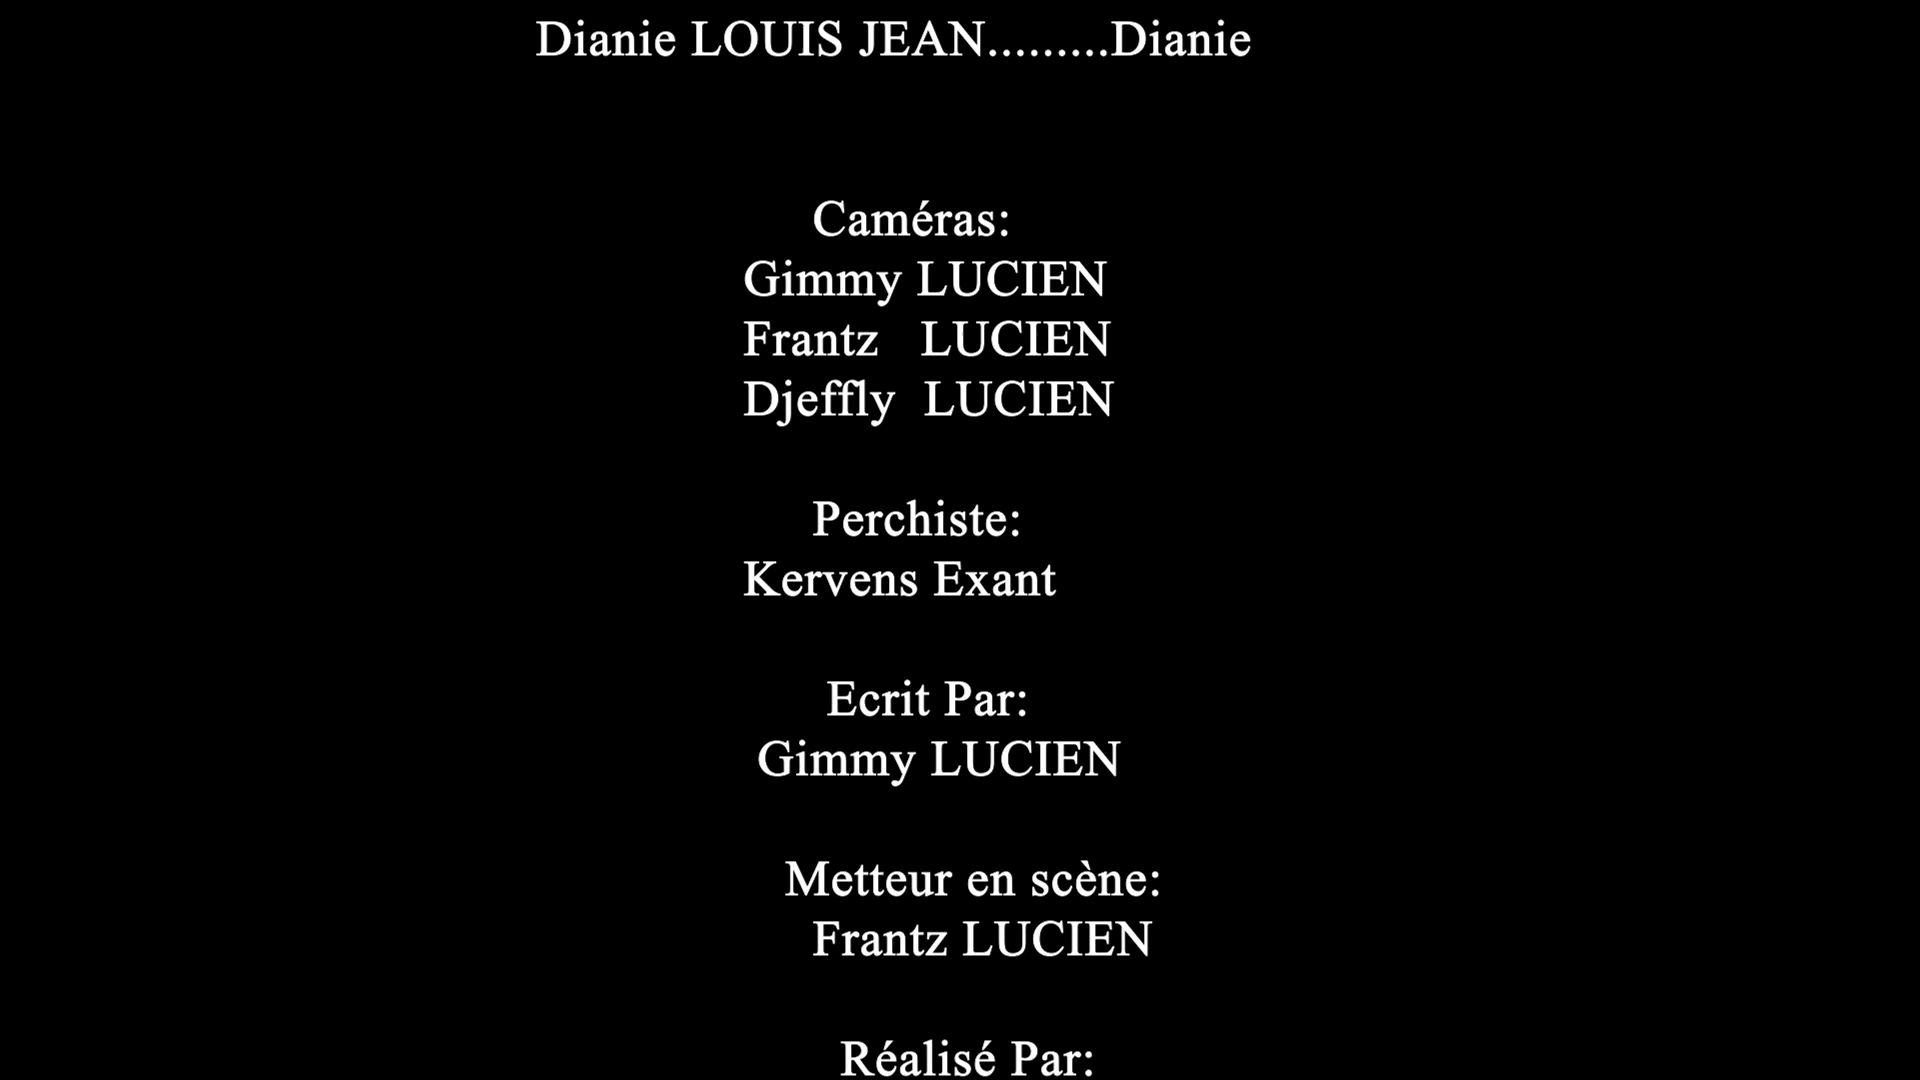 Dianie LOUIS JEAN.........Dianie
Caméras:
Gimmy LUCIEN
Frantz LUCIEN
Djeffly LUCIEN
Perchiste:
Kervens Exant
Ecrit Par:
Gimmy LUCIEN
Metteur en scène:
Frantz LUCIEN
Réalisé Par: